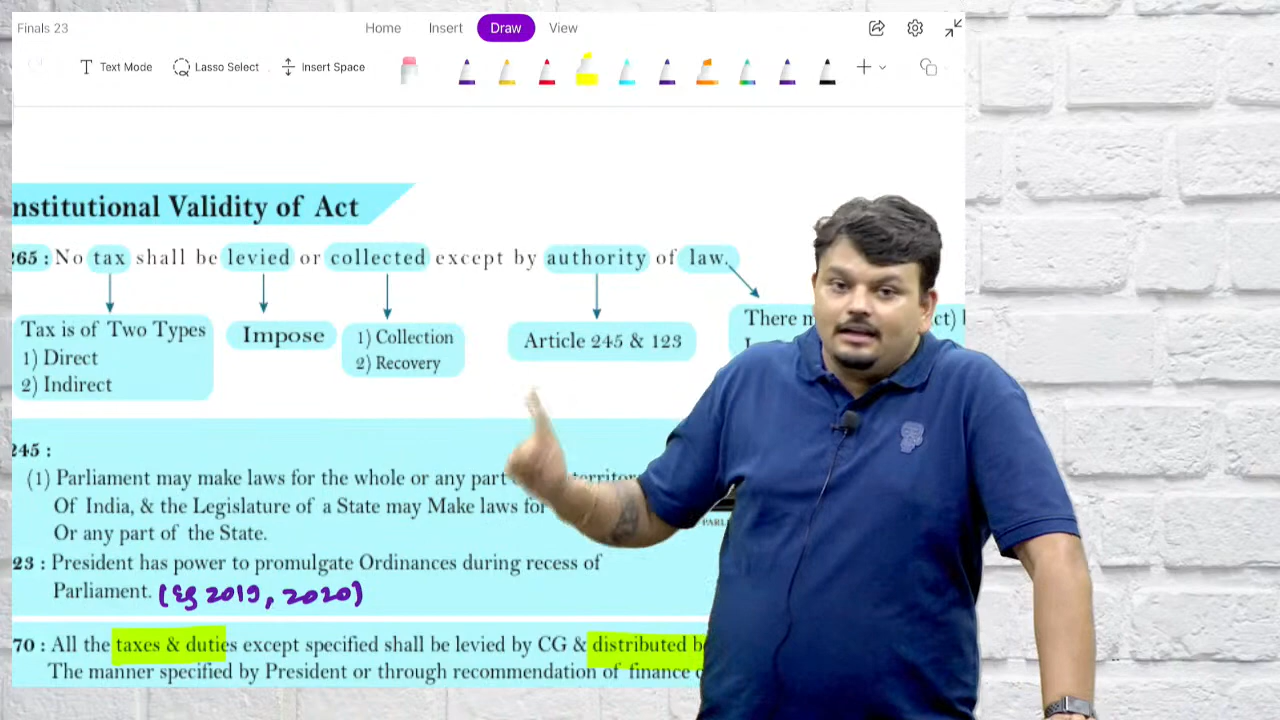 Finals 23
Home Insert Draw View
Text Mode Lasso Select Insert Space
nstitutional Validity of Act
265 : No tax shall be levied or collected except by authority of law.
Tax is of Two Types
1) Direct
2) Indirect
Impose
1) Collection
2) Recovery
Article 245 & 123
There
245 :
(1) Parliament may make laws for the whole or any part
Of India, & the Legislature of a State may Make laws for
Or any part of the State.
23 : President has power to promulgate Ordinances during recess of
Parliament. (Eg 2019, 2020)
70 : All the taxes & duties except specified shall be levied by CG & distributed
The manner specified by President or through recommendation of finance